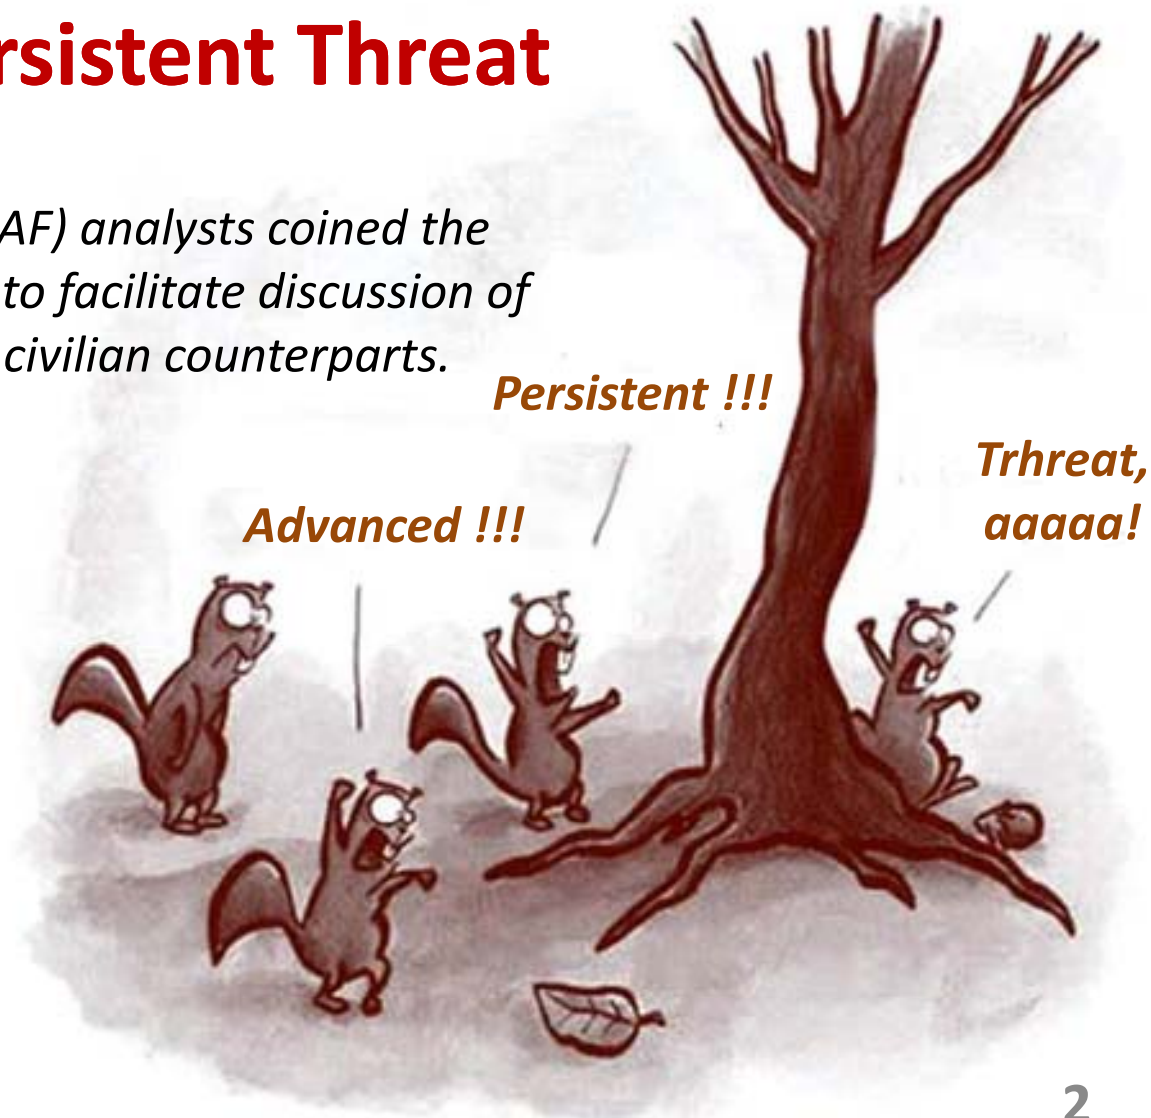 rsistent Threat
AF) analysts coined the
to facilitate discussion of
civilian counterparts.
Persistent !!!
Trhreat,
aaaaa!
Advanced !!!
2